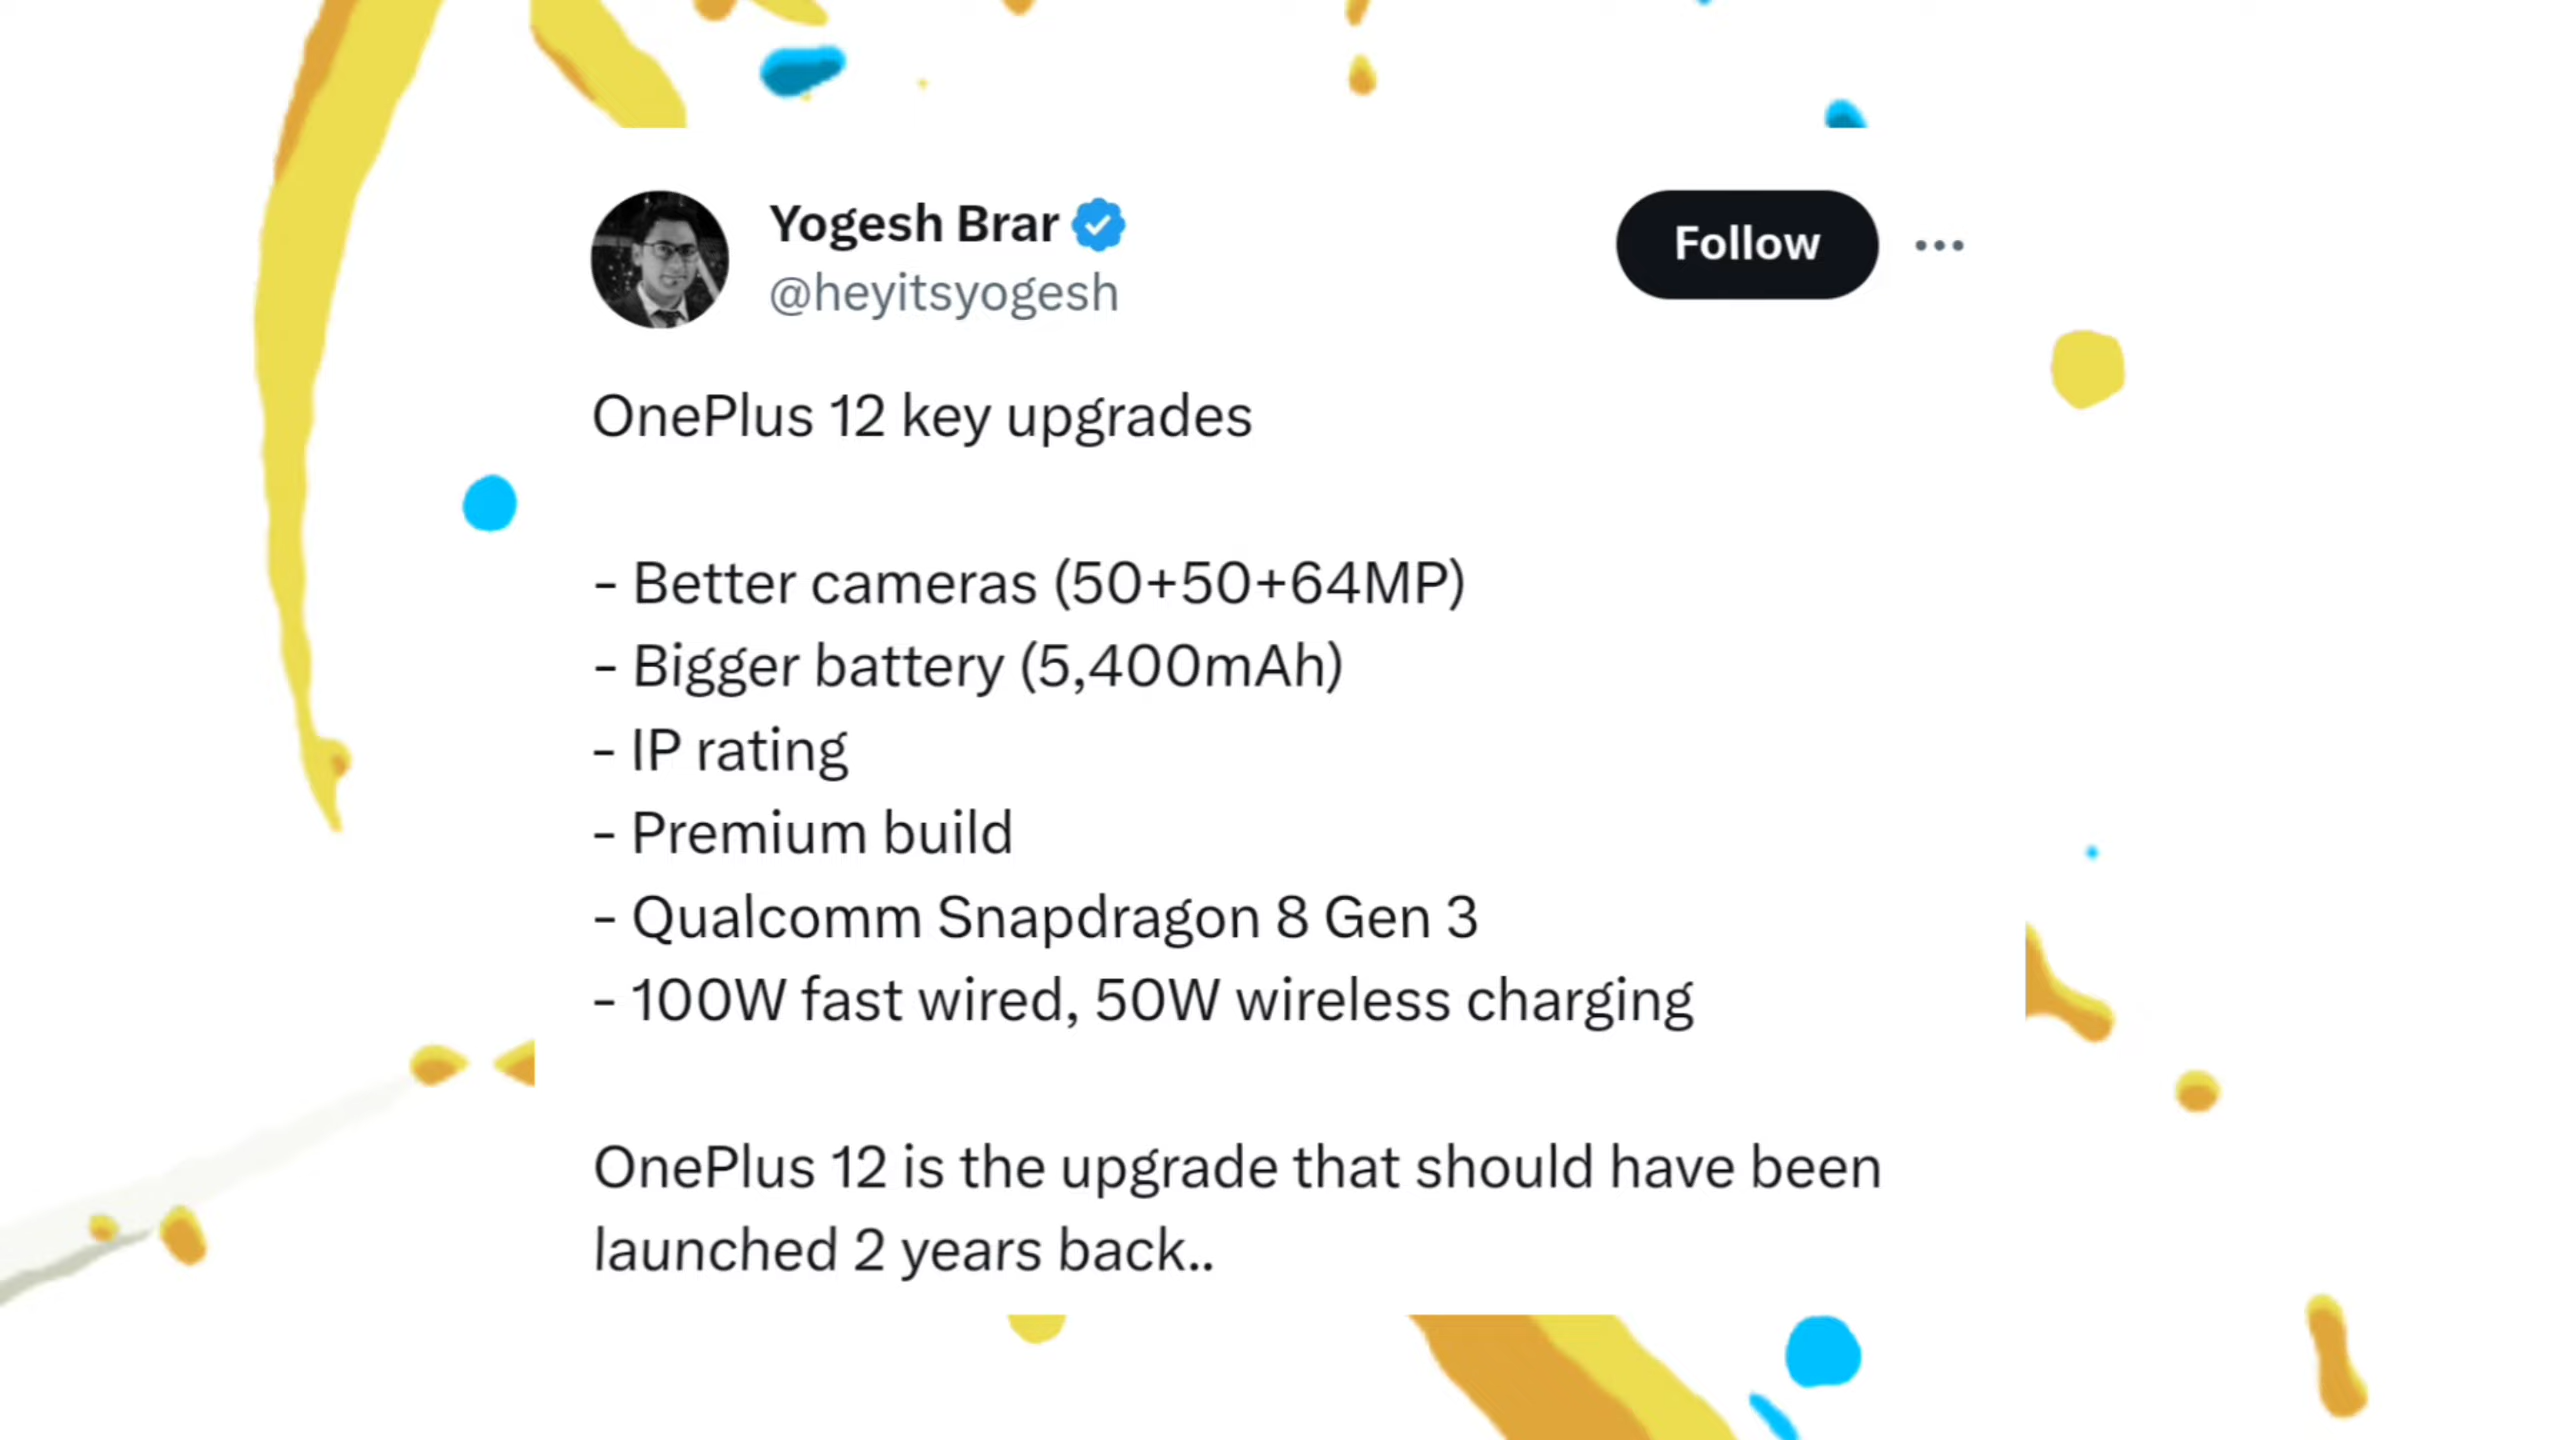 Yogesh Brar
@heyitsyogesh
Follow
OnePlus 12 key upgrades
- Better cameras (50+50+64MP)
- Bigger battery (5,400mAh)
- IP rating
- Premium build
- Qualcomm Snapdragon 8 Gen 3
- 100W fast wired, 50W wireless charging
OnePlus 12 is the upgrade that should have been
launched 2 years back..